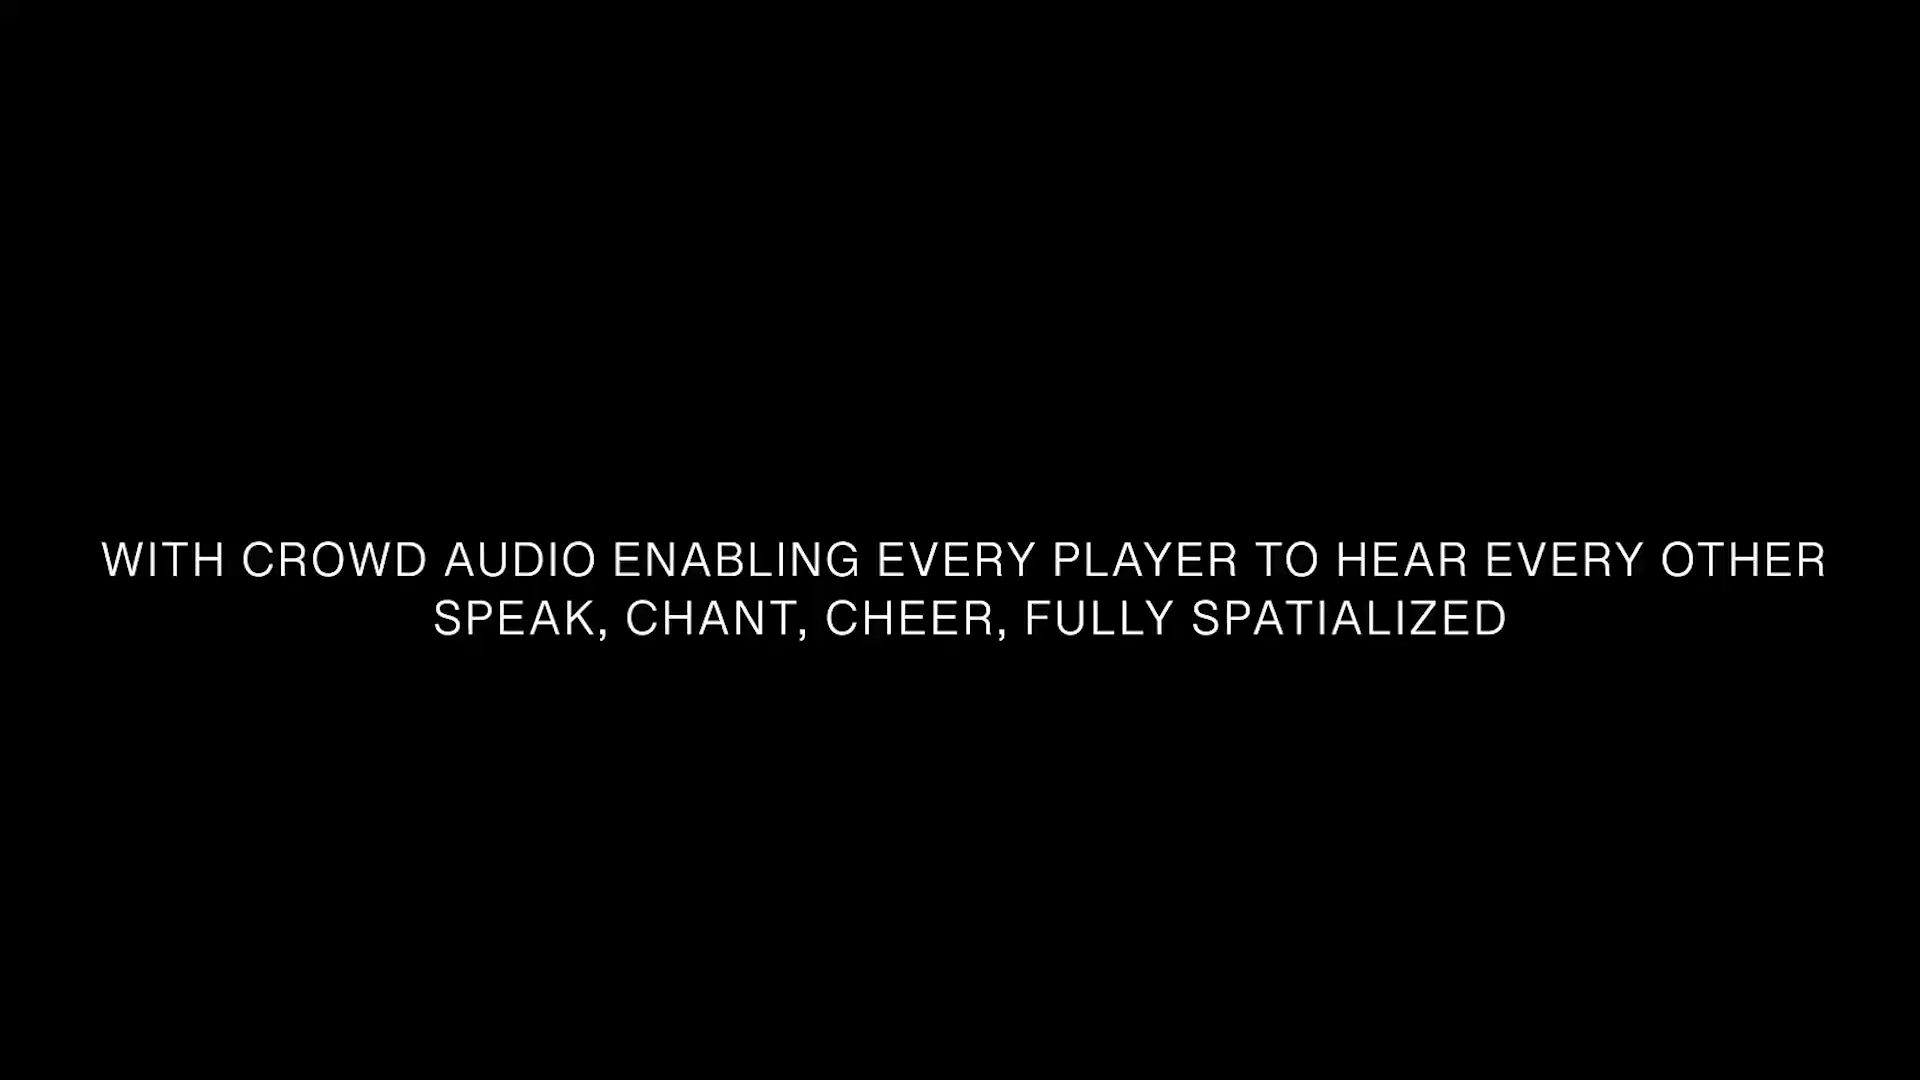 WITH CROWD AUDIO ENABLING EVERY PLAYER TO HEAR EVERY OTHER
SPEAK, CHANT, CHEER, FULLY SPATIALIZED